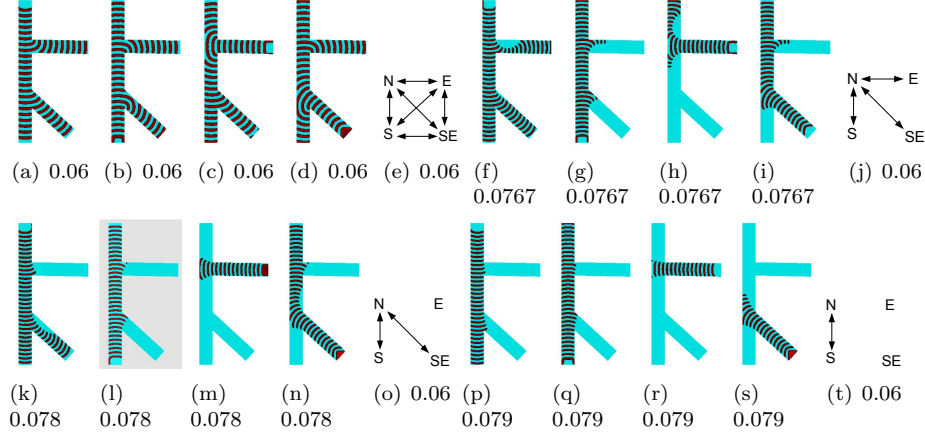 N E
S SE
(a) 0.06 (b) 0.06 (c) 0.06 (d) 0.06 (e) 0.06
N E
S SE
(f) 0.0767 (g) 0.0767 (h) 0.0767 (i) 0.0767 (j) 0.06
N E
S SE
(k) 0.078 (l) 0.078 (m) 0.078 (n) 0.078 (o) 0.06
N E
S SE
(p) 0.079 (q) 0.079 (r) 0.079 (s) 0.079 (t) 0.06